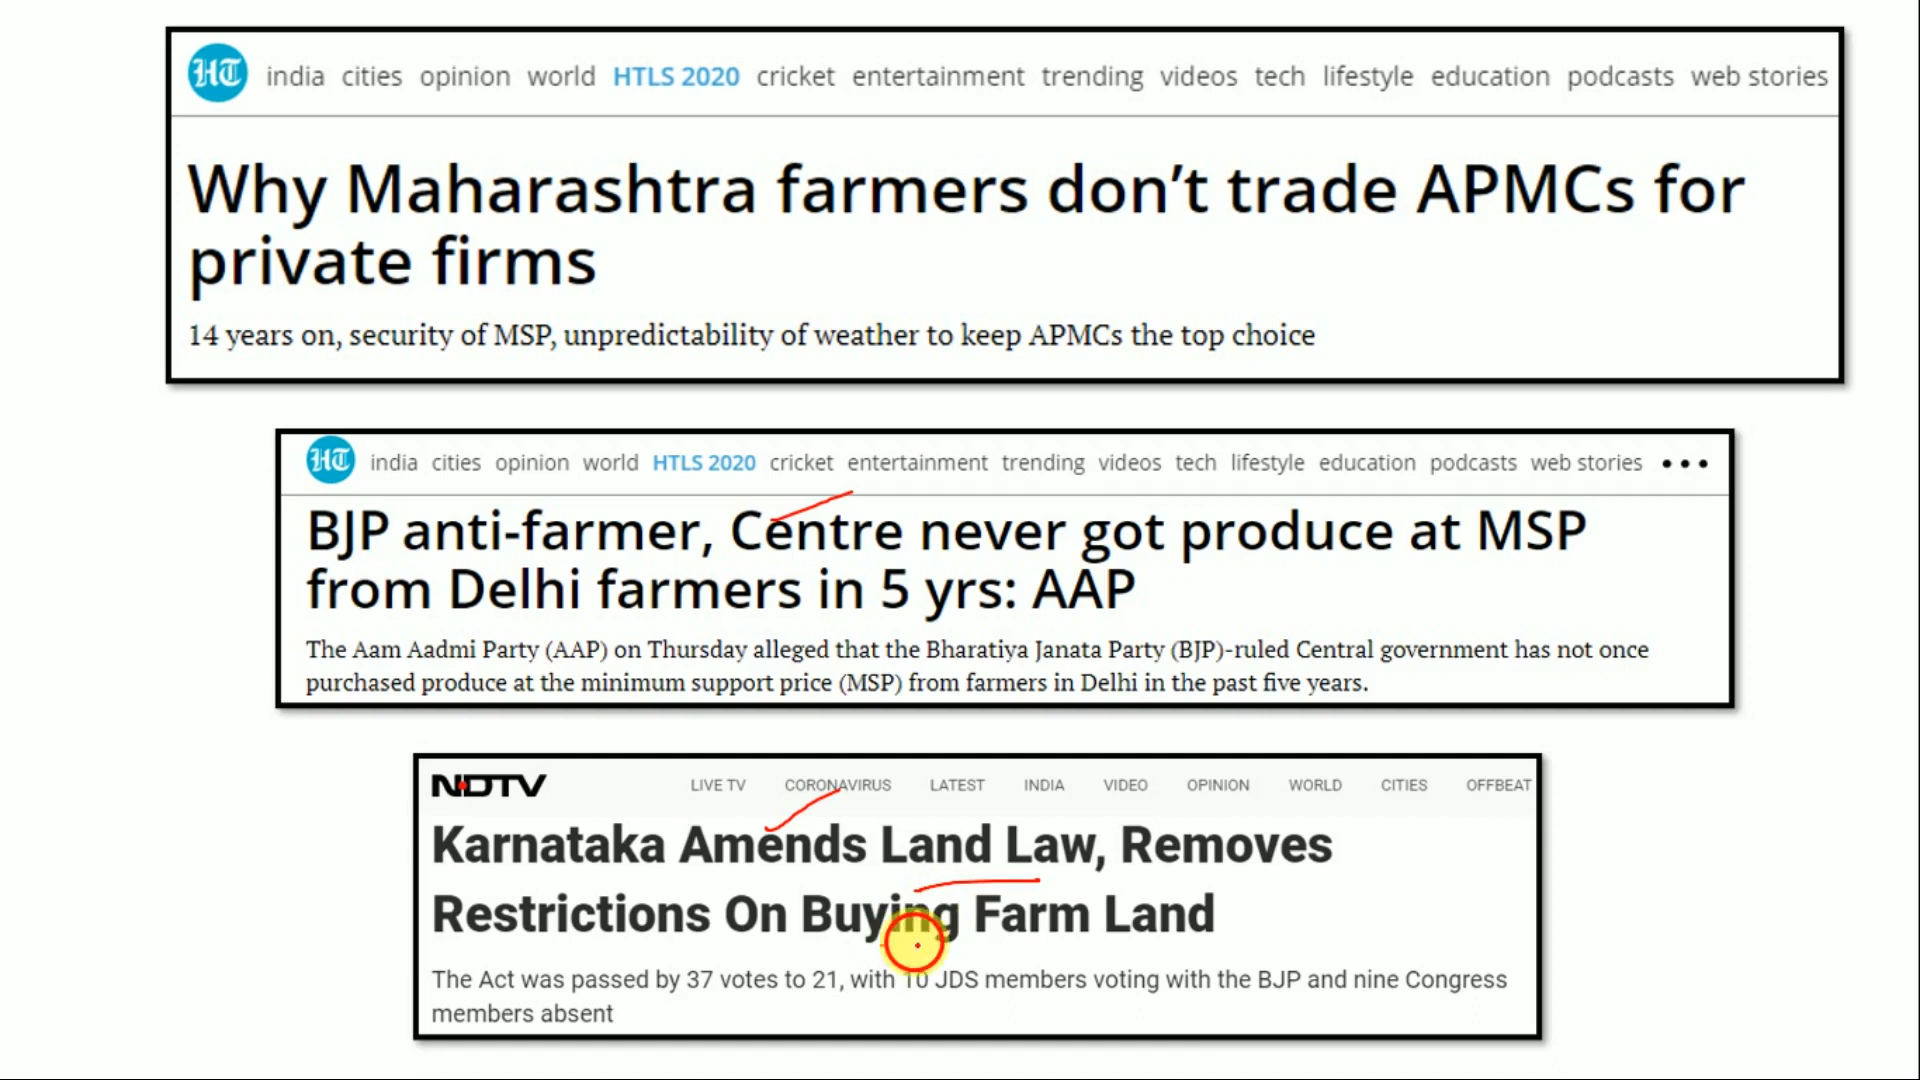 HT india cities opinion world HTLS 2020 cricket entertainment trending videos tech lifestyle education podcasts web stories
Why Maharashtra farmers don’t trade APMCs for
private firms
14 years on, security of MSP, unpredictability of weather to keep APMCs the top choice
HT india cities opinion world HTLS 2020 cricket entertainment trending videos tech lifestyle education podcasts web stories •••
BJP anti-farmer, Centre never got produce at MSP
from Delhi farmers in 5 yrs: AAP
The Aam Aadmi Party (AAP) on Thursday alleged that the Bharatiya Janata Party (BJP)-ruled Central government has not once
purchased produce at the minimum support price (MSP) from farmers in Delhi in the past five years.
NDTV LIVE TV CORONAVIRUS LATEST INDIA VIDEO OPINION WORLD CITIES OFFBEAT
Karnataka Amends Land Law, Removes
Restrictions On Buying Farm Land
The Act was passed by 37 votes to 21, with 10 JDS members voting with the BJP and nine Congress
members absent